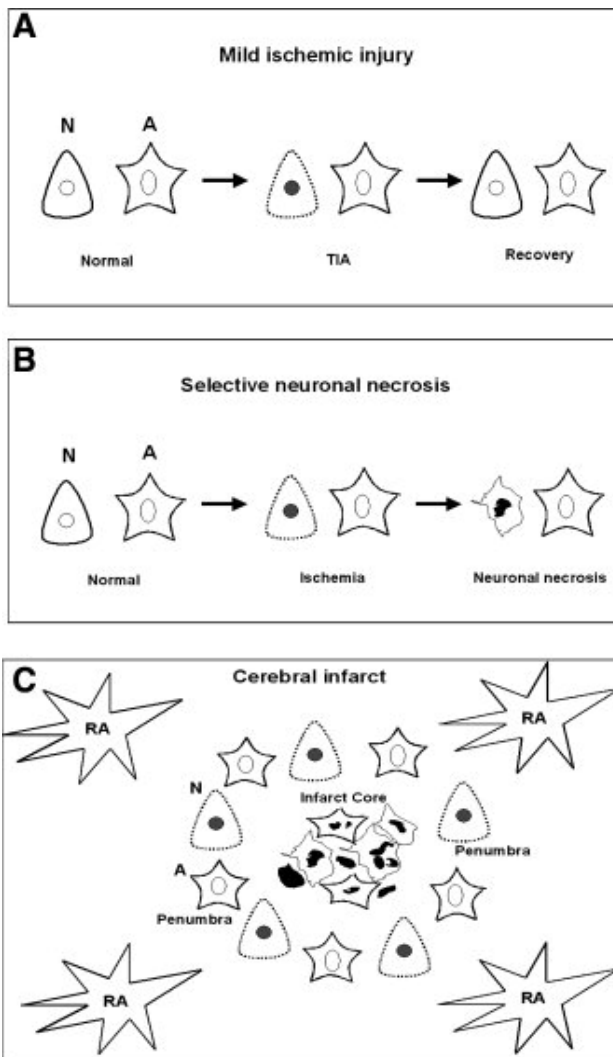 A
Mild ischemic injury
N A
Normal TIA Recovery
B
Selective neuronal necrosis
N A
Normal Ischemia Neuronal necrosis
C
Cerebral infarct
RA RA
N
Infarct Core
Penumbra
A
Penumbra
RA RA